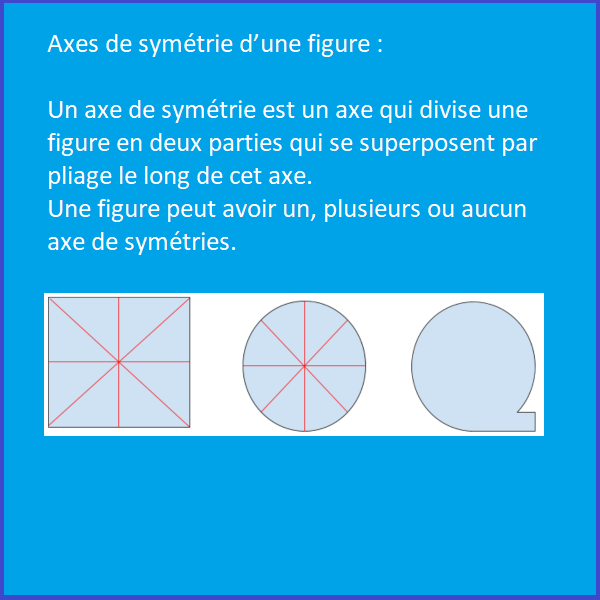 Axes de symétrie d’une figure :
Un axe de symétrie est un axe qui divise une
figure en deux parties qui se superposent par
pliage le long de cet axe.
Une figure peut avoir un, plusieurs ou aucun
axe de symétries.